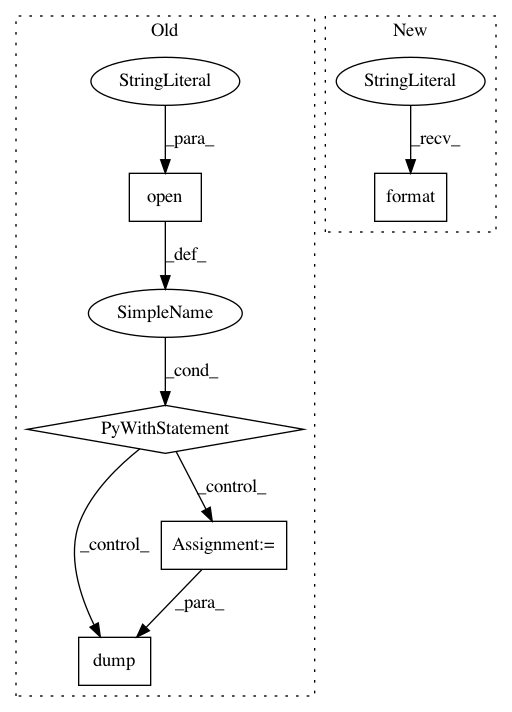 Old
New
StringLiteral
StringLiteral
_para_
_recv_
open
format
_def_
SimpleName
_cond_
PyWithStatement
_control_
_control_
Assignment:=
_para_
dump